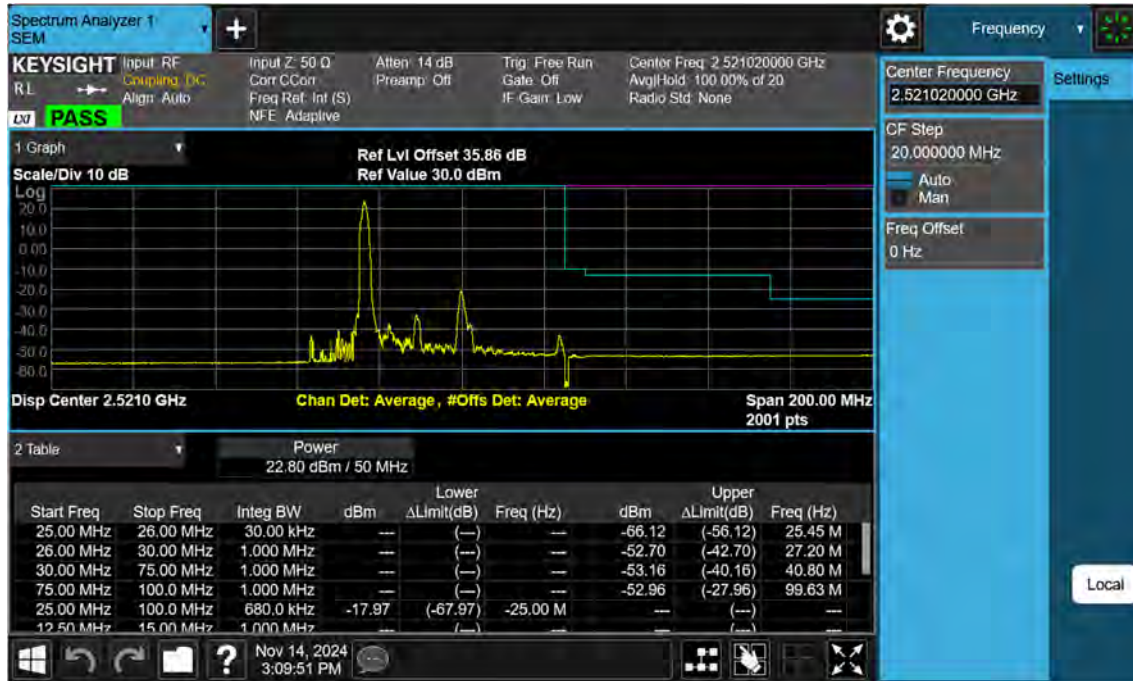 Spectrum Analyzer 1
SEM
Frequency
KEYSIGHT
Input: RF
Coupling: DC
Align: Auto
Input Z: 50 Ω
Corr CCorr
Freq Ref: Int (S)
NFE: Adaptive
Atten: 14 dB
Preamp: Off
Trig: Free Run
Gate: Off
IF Gain: Low
Center Freq: 2.521020000 GHz
Avg|Hold: 100.00% of 20
Radio Std: None
R L
LXI
PASS
Center Frequency
2.521020000 GHz
Settings
CF Step
20.000000 MHz
Auto
Man
Freq Offset
0 Hz
1 Graph
Ref Lvl Offset 35.86 dB
Scale/Div 10 dB
Ref Value 30.0 dBm
Log
20.0
10.0
0.00
-10.0
-20.0
-30.0
-40.0
-50.0
-60.0
Disp Center 2.5210 GHz
Chan Det: Average , #Offs Det: Average
Span 200.00 MHz
2001 pts
2 Table
Power
22.80 dBm / 50 MHz
Lower Upper
Start Freq Stop Freq Integ BW dBm ΔLimit(dB) Freq (Hz) dBm ΔLimit(dB) Freq (Hz)
25.00 MHz 26.00 MHz 30.00 kHz --- (---) --- -66.12 (-56.12) 25.45 M
26.00 MHz 30.00 MHz 1.000 MHz --- (---) --- -52.70 (-42.70) 27.20 M
30.00 MHz 75.00 MHz 1.000 MHz --- (---) --- -53.16 (-40.16) 40.80 M
75.00 MHz 100.0 MHz 1.000 MHz --- (---) --- -52.96 (-27.96) 99.63 M
25.00 MHz 100.0 MHz 680.0 kHz -17.97 (-67.97) -25.00 M --- (---) ---
12.50 MHz 15.00 MHz 1.000 MHz --- (---) --- --- (---) ---
Local
?
Nov 14, 2024
3:09:51 PM